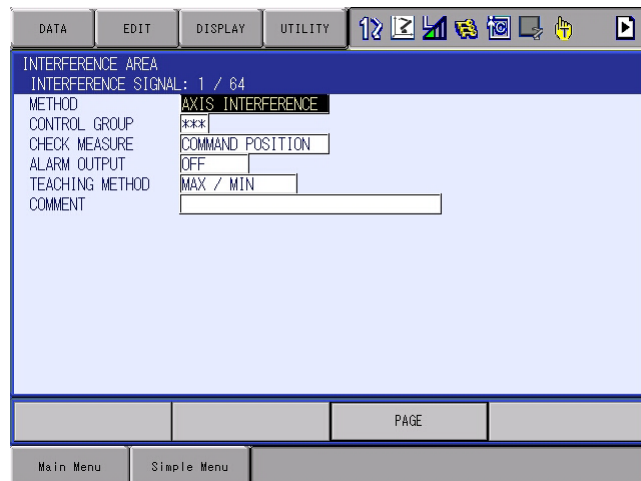 DATA EDIT DISPLAY UTILITY
INTERFERENCE AREA
INTERFERENCE SIGNAL: 1 / 64
METHOD AXIS INTERFERENCE
CONTROL GROUP ***
CHECK MEASURE COMMAND POSITION
ALARM OUTPUT OFF
TEACHING METHOD MAX / MIN
COMMENT
PAGE
Main Menu Simple Menu